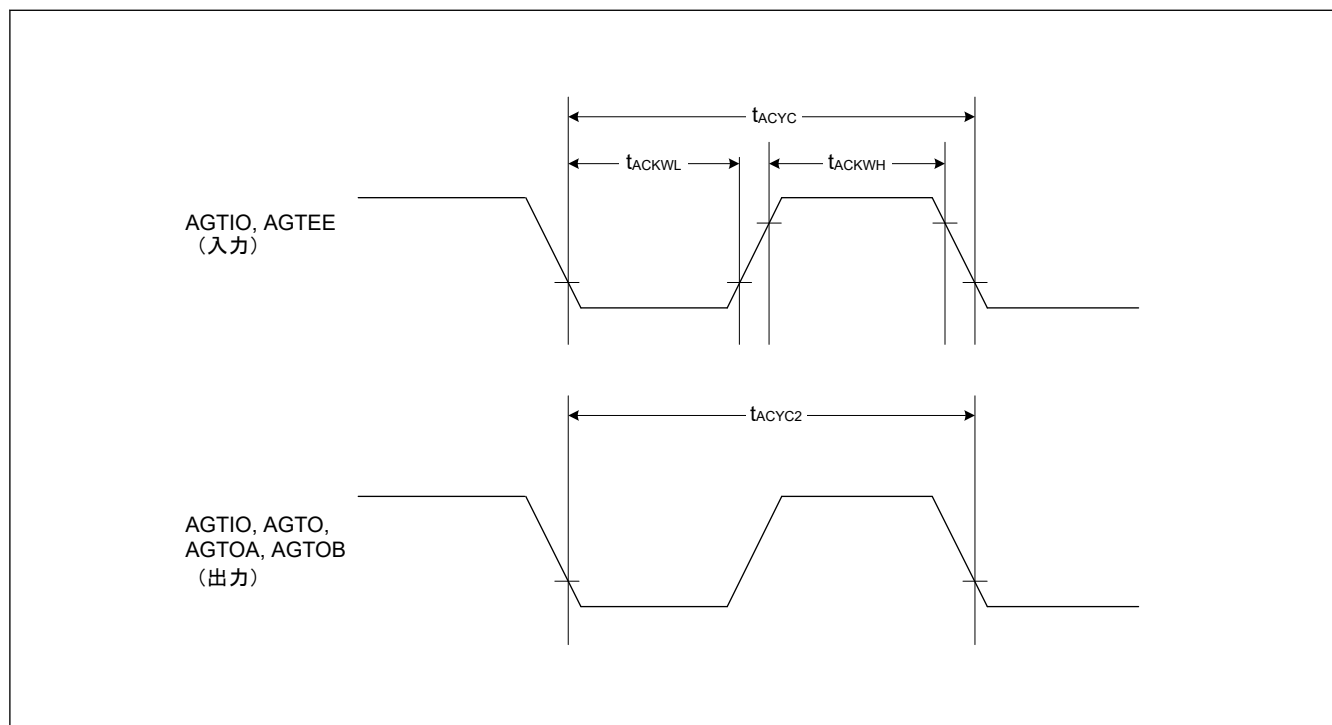 tACYC
tACKWL
tACKWH
AGTIO, AGTEE
（入力）
tACYC2
AGTIO, AGTO,
AGTOA, AGTOB
（出力）